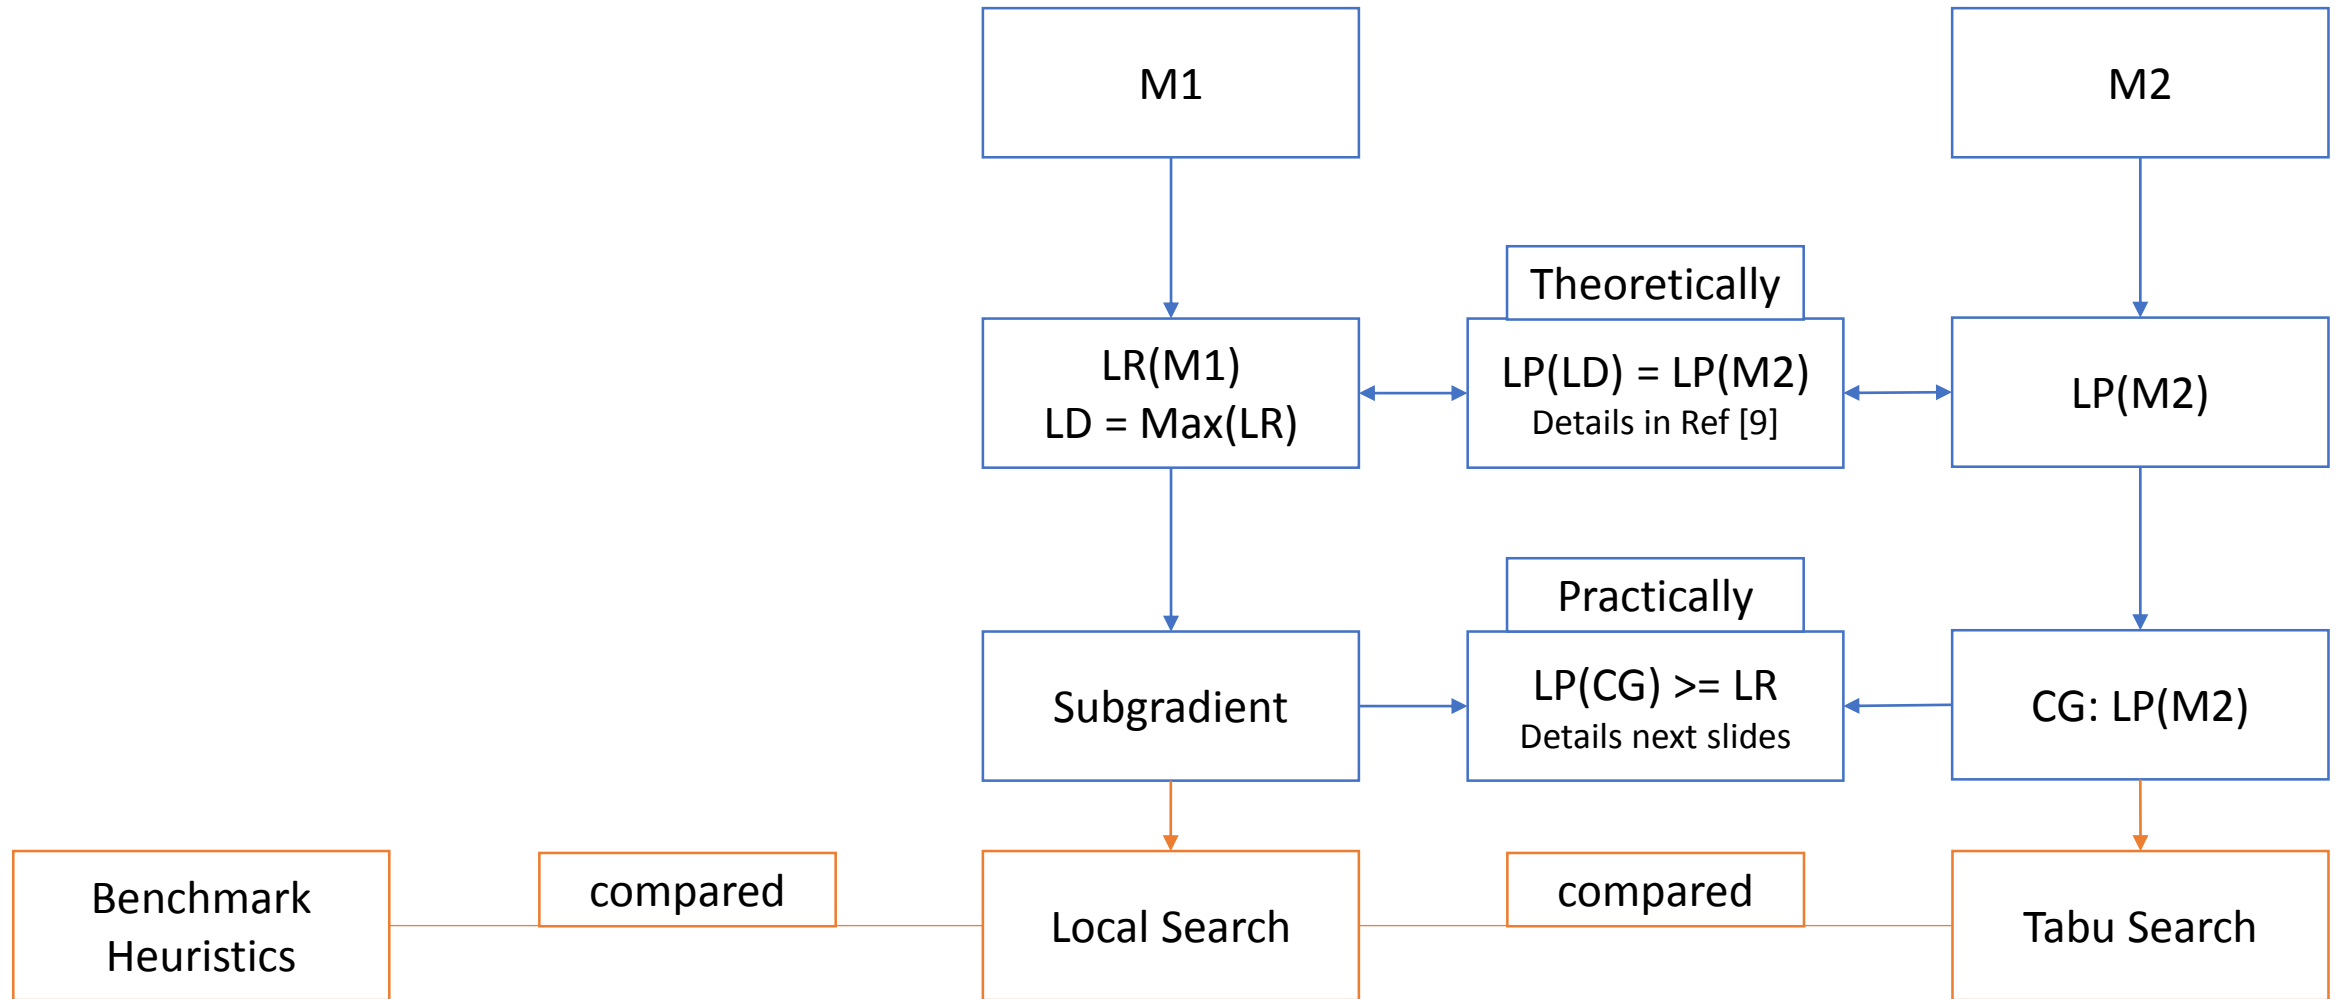 M1
M2
Theoretically
LR(M1)
LD = Max(LR)
LP(LD) = LP(M2)
Details in Ref [9]
LP(M2)
Practically
Subgradient
LP(CG) >= LR
Details next slides
CG: LP(M2)
Benchmark
Heuristics
compared
Local Search
compared
Tabu Search